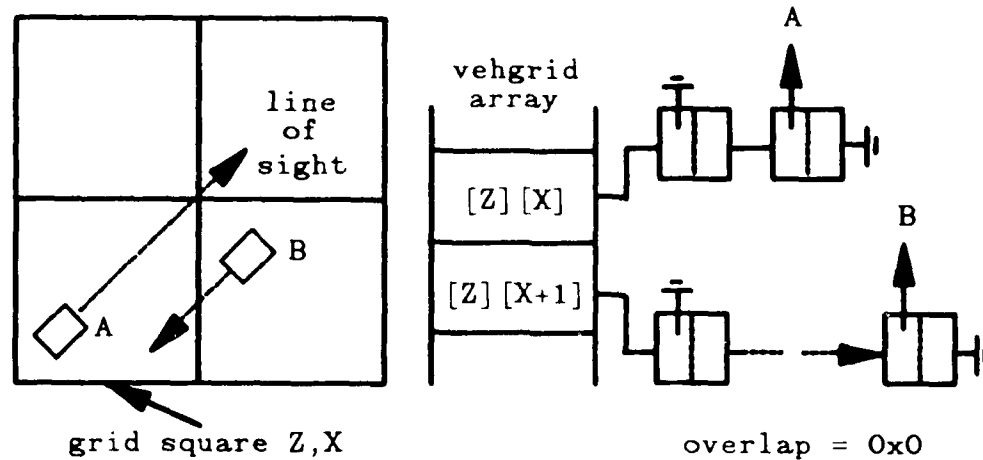 A
vehgrid
array
line
of
sight
[Z][X]
B
B
A
[Z][X+1]
grid square Z,X
overlap = 0x0